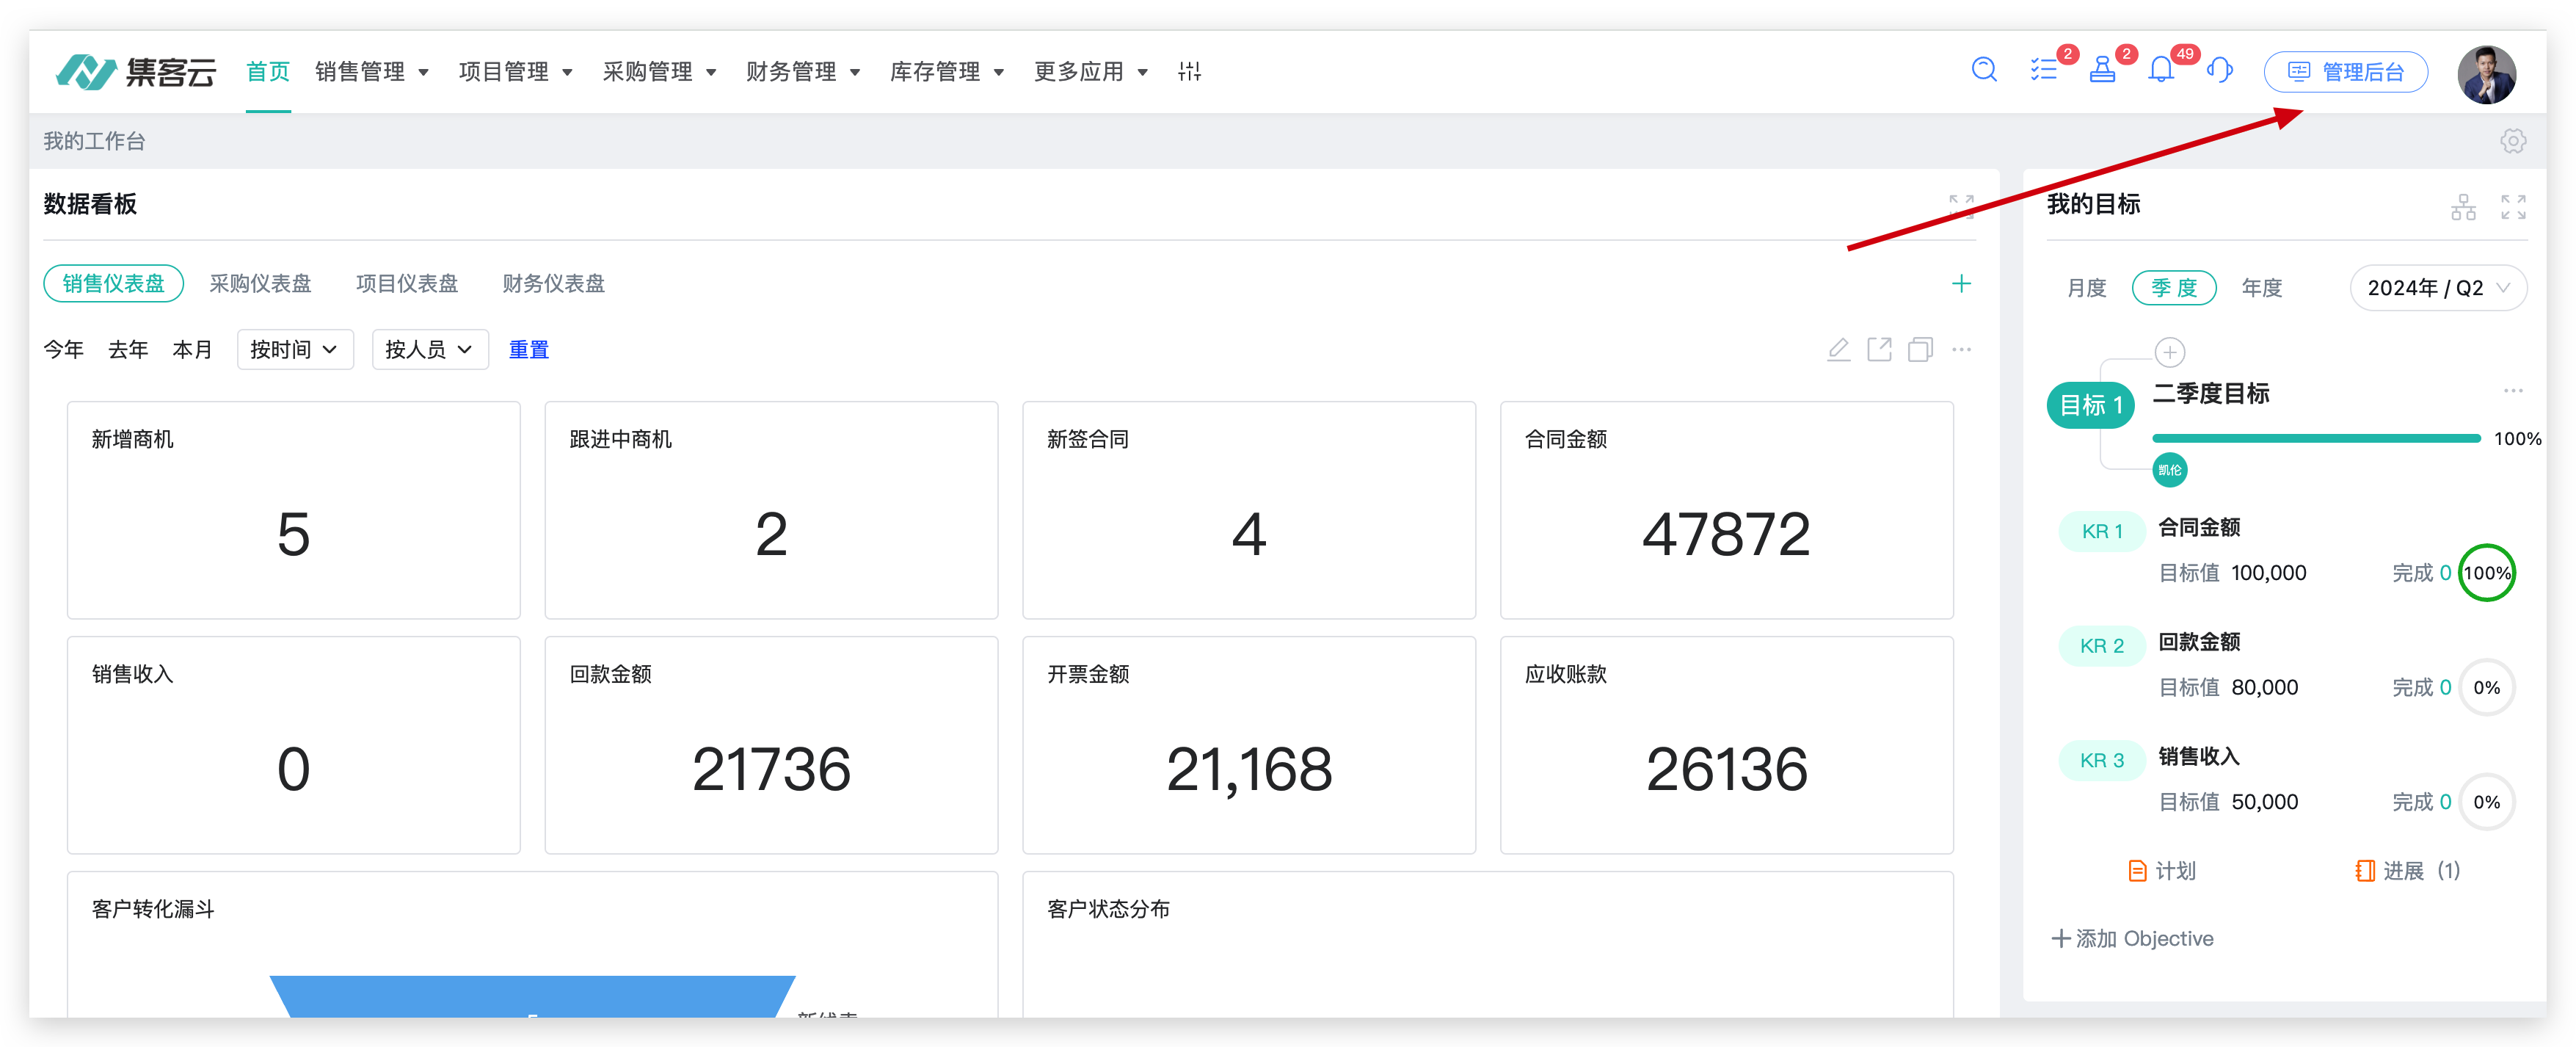 集客云 首页 销售管理 项目管理 采购管理 财务管理 库存管理 更多应用 2 2 49 管理后台
我的工作台
数据看板
销售仪表盘 采购仪表盘 项目仪表盘 财务仪表盘
今年 去年 本月 按时间 按人员 重置
新增商机
5
跟进中商机
2
新签合同
4
合同金额
47872
销售收入
0
回款金额
21736
开票金额
21,168
应收账款
26136
客户转化漏斗
客户状态分布
我的目标
月度 季度 年度 2024年 / Q2
目标 1 二季度目标
100%
凯伦
KR 1 合同金额
目标值 100,000 完成 0 100%
KR 2 回款金额
目标值 80,000 完成 0 0%
KR 3 销售收入
目标值 50,000 完成 0 0%
计划 进展 (1)
添加 Objective